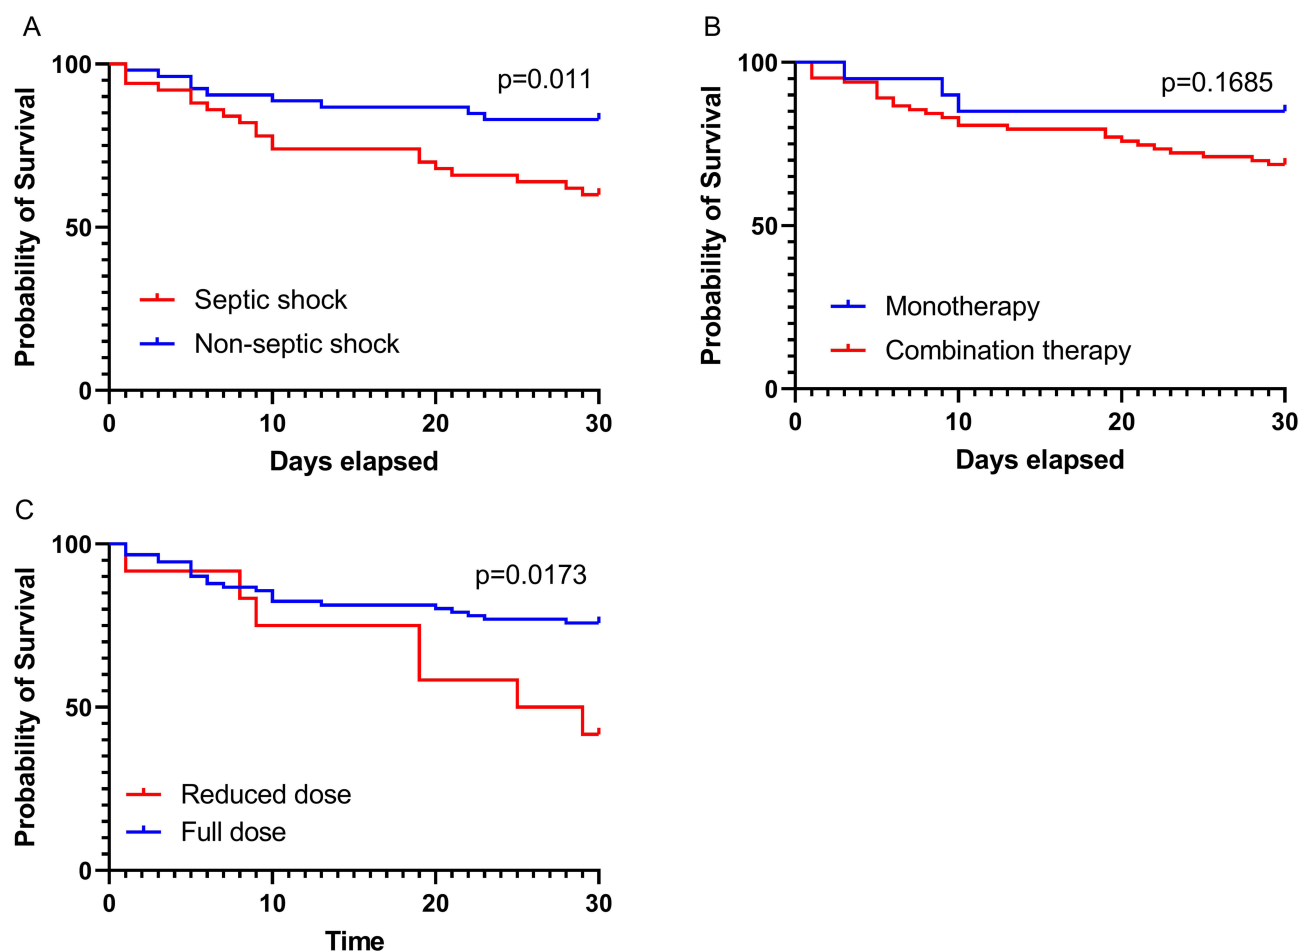 A
Probability of Survival
100
50
0
p=0.011
Septic shock
Non-septic shock
0 10 20 30
Days elapsed
B
Probability of Survival
100
50
0
p=0.1685
Monotherapy
Combination therapy
0 10 20 30
Days elapsed
C
Probability of Survival
100
50
0
p=0.0173
Reduced dose
Full dose
0 10 20 30
Time